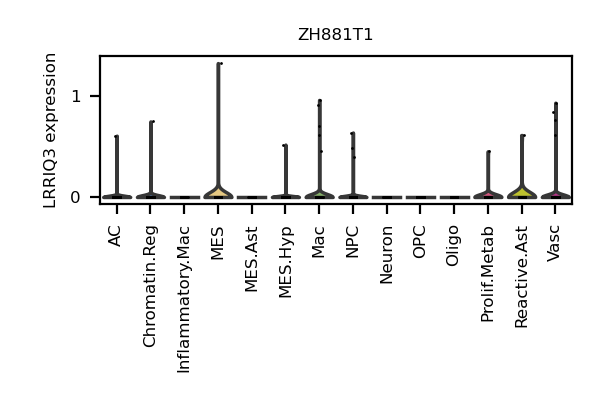 ZH881T1
LRRIQ3 expression
1
0
AC
Chromatin.Reg
Inflammatory.Mac
MES
MES.Ast
MES.Hyp
Mac
NPC
Neuron
OPC
Oligo
Prolif.Metab
Reactive.Ast
Vasc